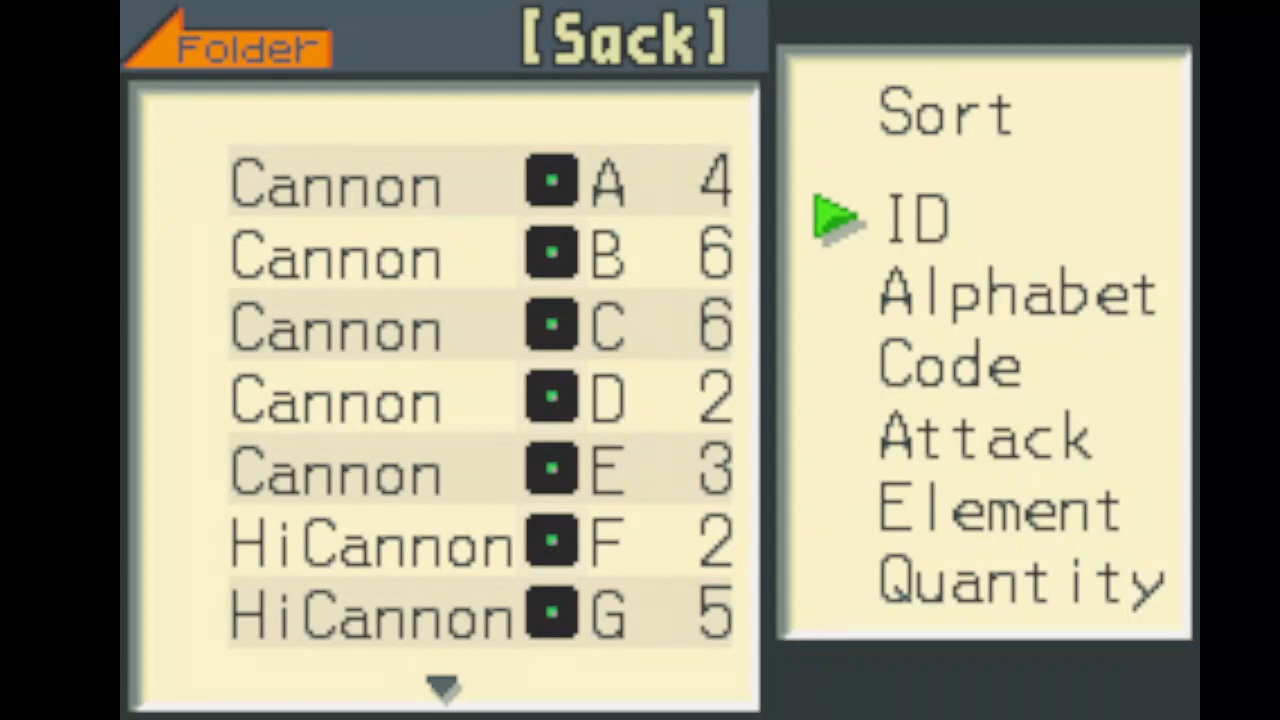 Folder
[Sack]
Cannon A 4
Cannon B 6
Cannon C 6
Cannon D 2
Cannon E 3
HiCannon F 2
HiCannon G 5
Sort
ID
Alphabet
Code
Attack
Element
Quantity